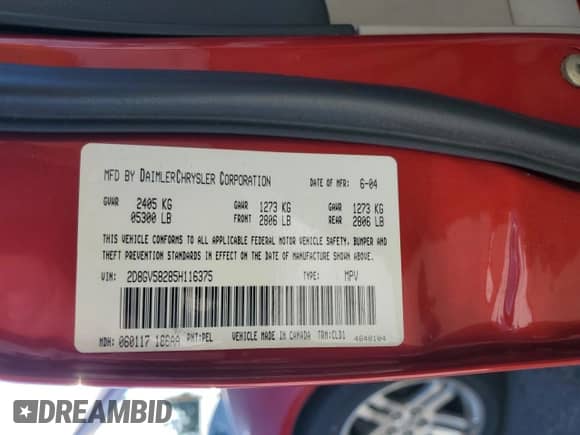 MFD BY DAIMLERCHRYSLER CORPORATION DATE OF MFR: 6-04
GVWR 2405 KG GAWR 1273 KG GAWR 1273 KG
05300 LB FRONT 2806 LB REAR 2806 LB
THIS VEHICLE CONFORMS TO ALL APPLICABLE FEDERAL MOTOR VEHICLE SAFETY, BUMPER AND
THEFT PREVENTION STANDARDS IN EFFECT ON THE DATE OF MANUFACTURE SHOWN ABOVE.
VIN: 2D8GV58285H116375 TYPE: MPV
MDH: 060117 188AA PNT:PEL VEHICLE MADE IN CANADA TRM:CL31 4648104
DREAMBID